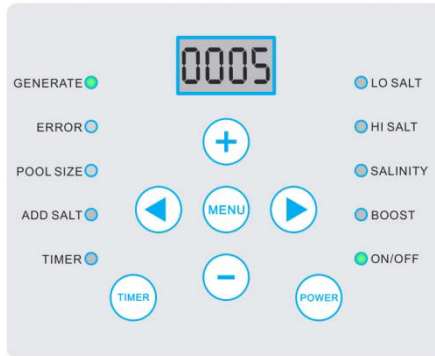 0005
GENERATE
ERROR
POOL SIZE
ADD SALT
TIMER
LO SALT
HI SALT
SALINITY
BOOST
ON/OFF
+
MENU
−
TIMER
POWER